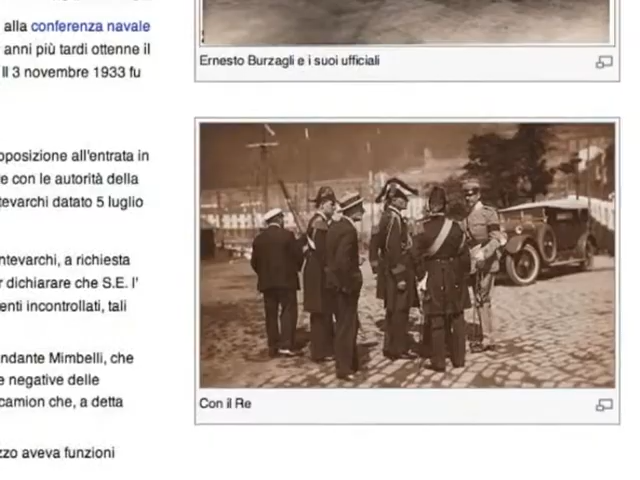 alla conferenza navale
anni più tardi ottenne il
Il 3 novembre 1933 fu
opposizione all'entrata in
e con le autorità della
tevarchi datato 5 luglio
ntevarchi, a richiesta
r dichiarare che S.E. l'
enti incontrollati, tali
ndante Mimbelli, che
e negative delle
camion che, a detta
zzo aveva funzioni
Ernesto Burzagli e i suoi ufficiali
Con il Re